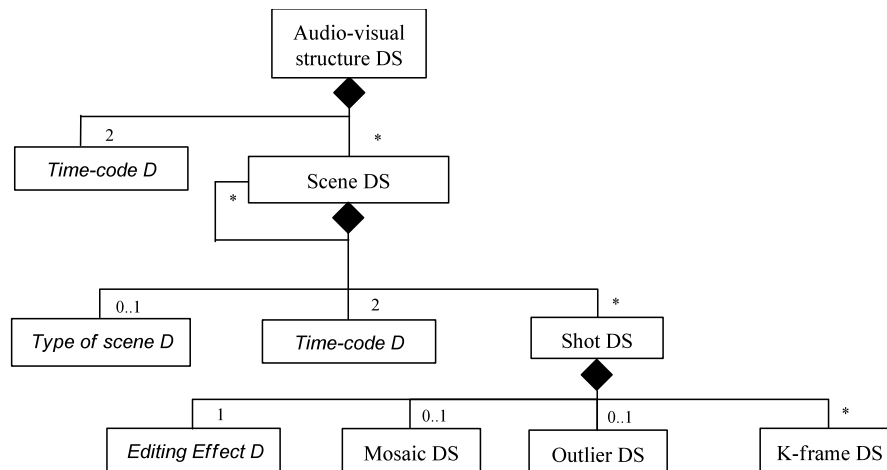 Audio-visual
structure DS
2
*
Time-code D
Scene DS
*
0..1
2
*
Type of scene D
Time-code D
Shot DS
1
0..1
0..1
*
Editing Effect D
Mosaic DS
Outlier DS
K-frame DS